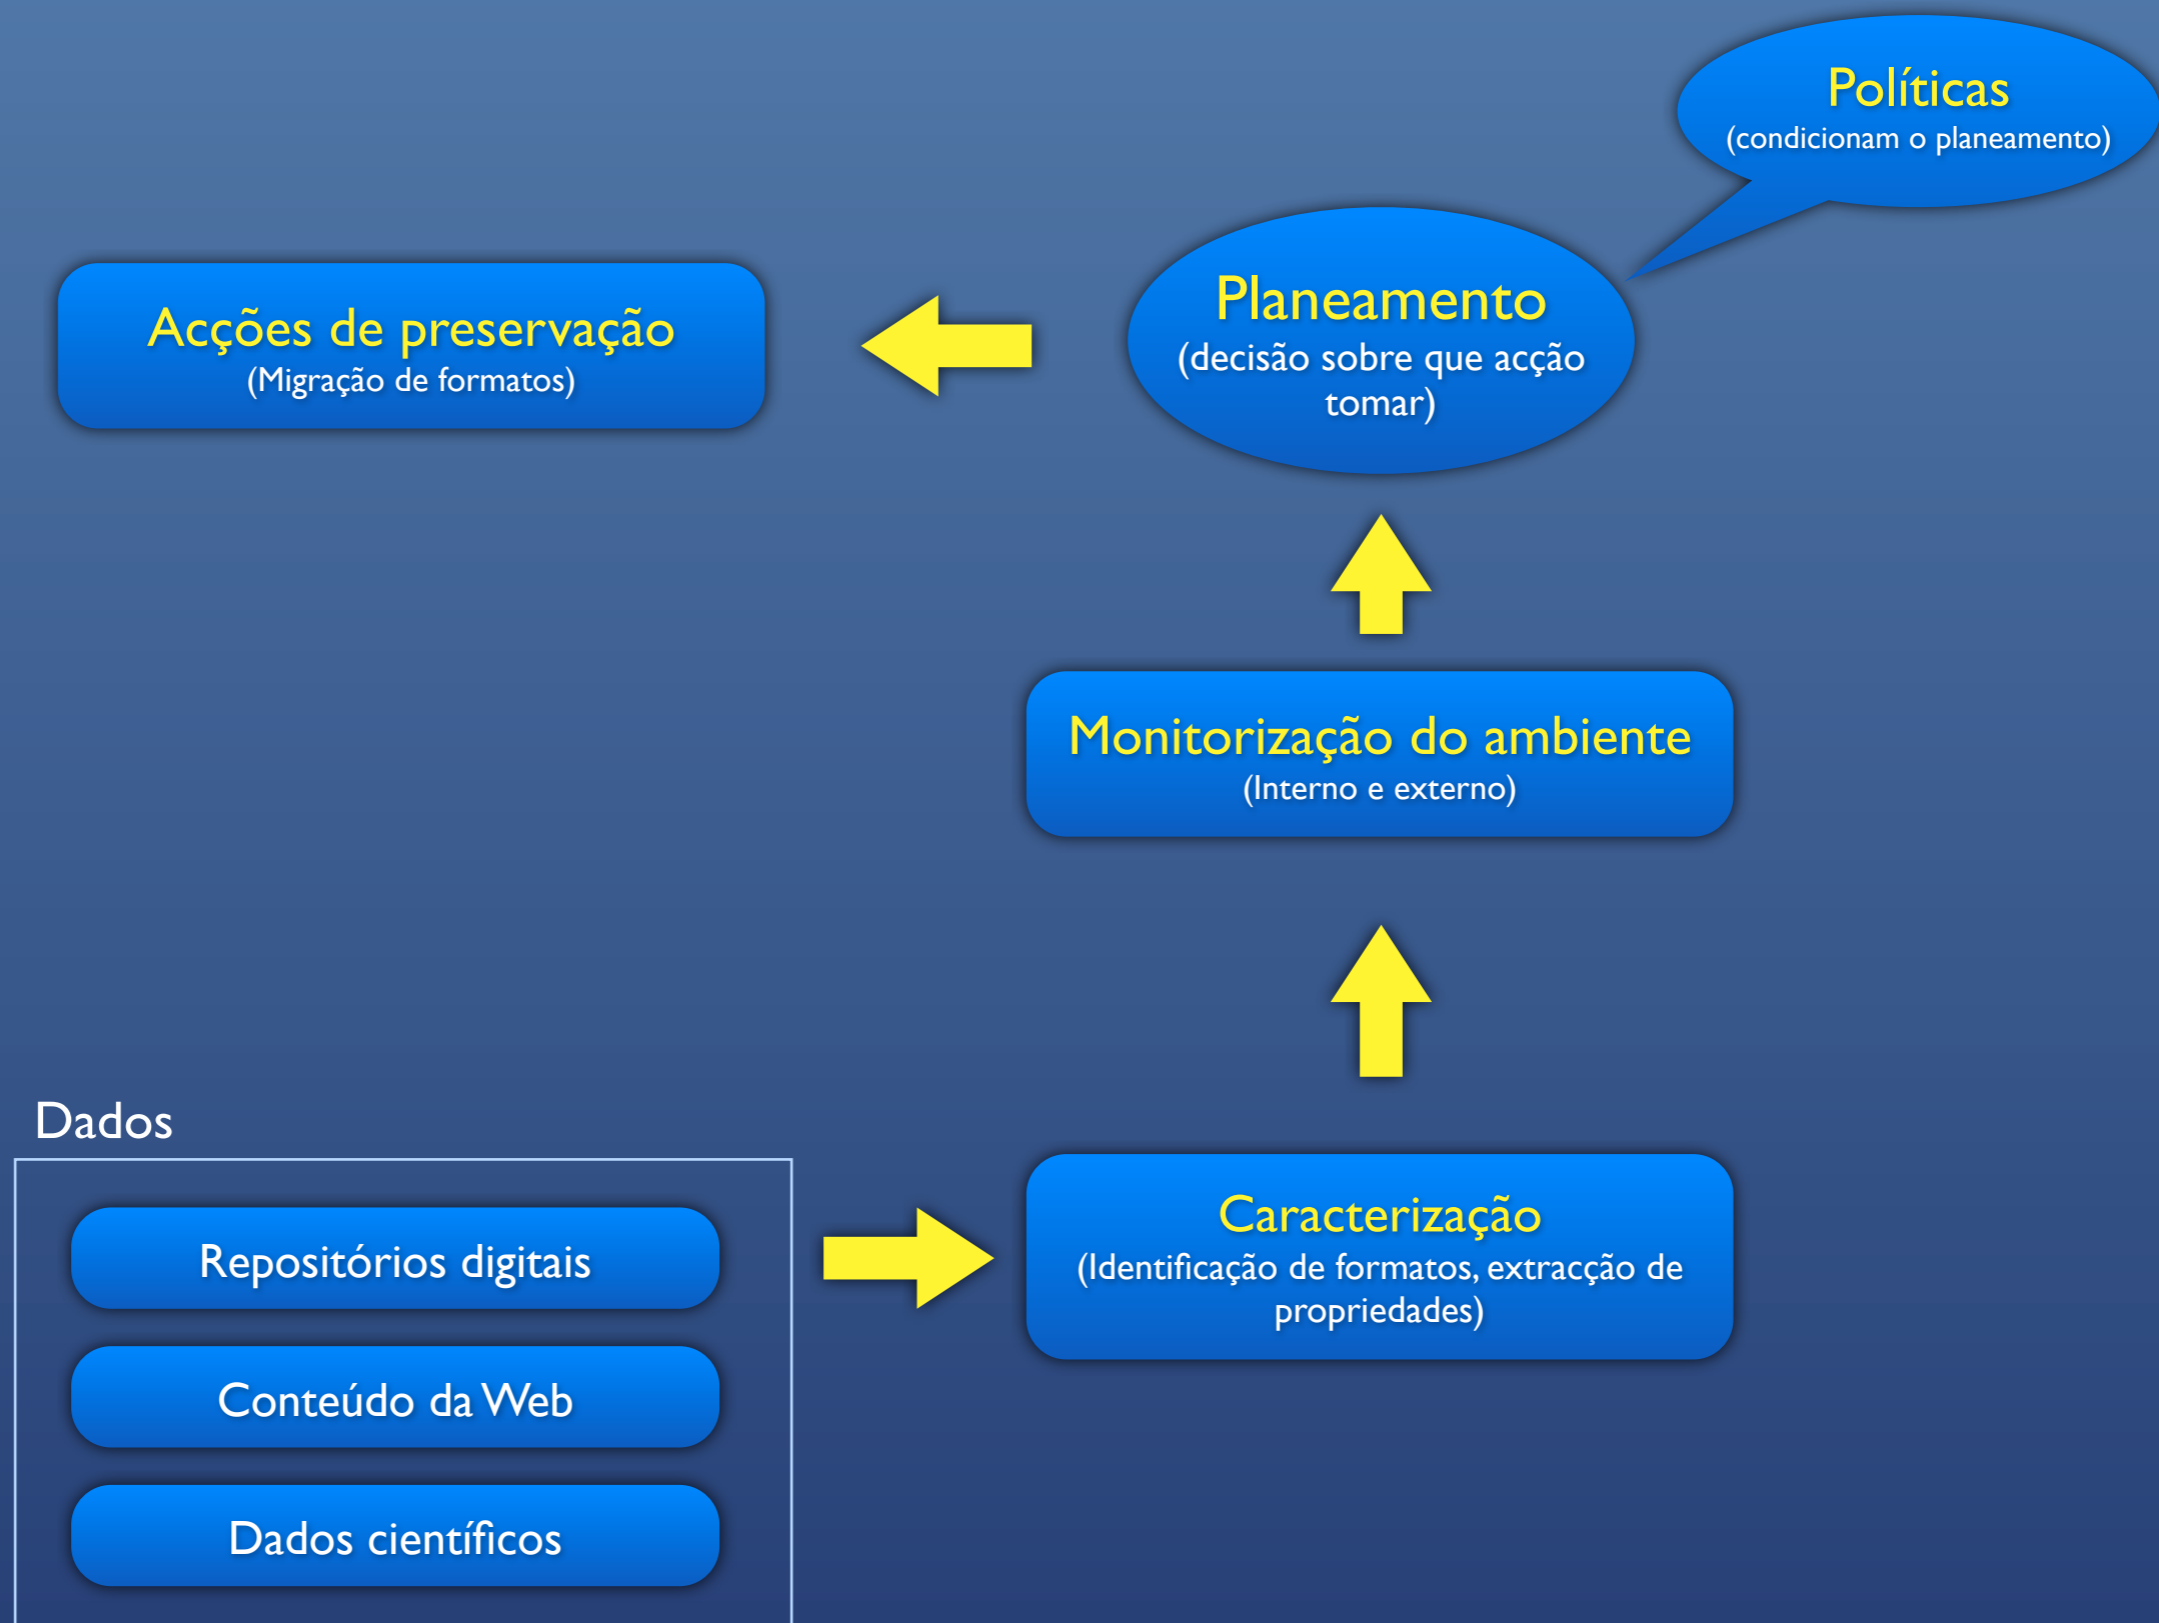 Políticas
(condicionam o planeamento)
Planeamento
(decisão sobre que acção
tomar)
Acções de preservação
(Migração de formatos)
Monitorização do ambiente
(Interno e externo)
Dados
Repositórios digitais
Conteúdo da Web
Dados científicos
Caracterização
(Identificação de formatos, extracção de
propriedades)